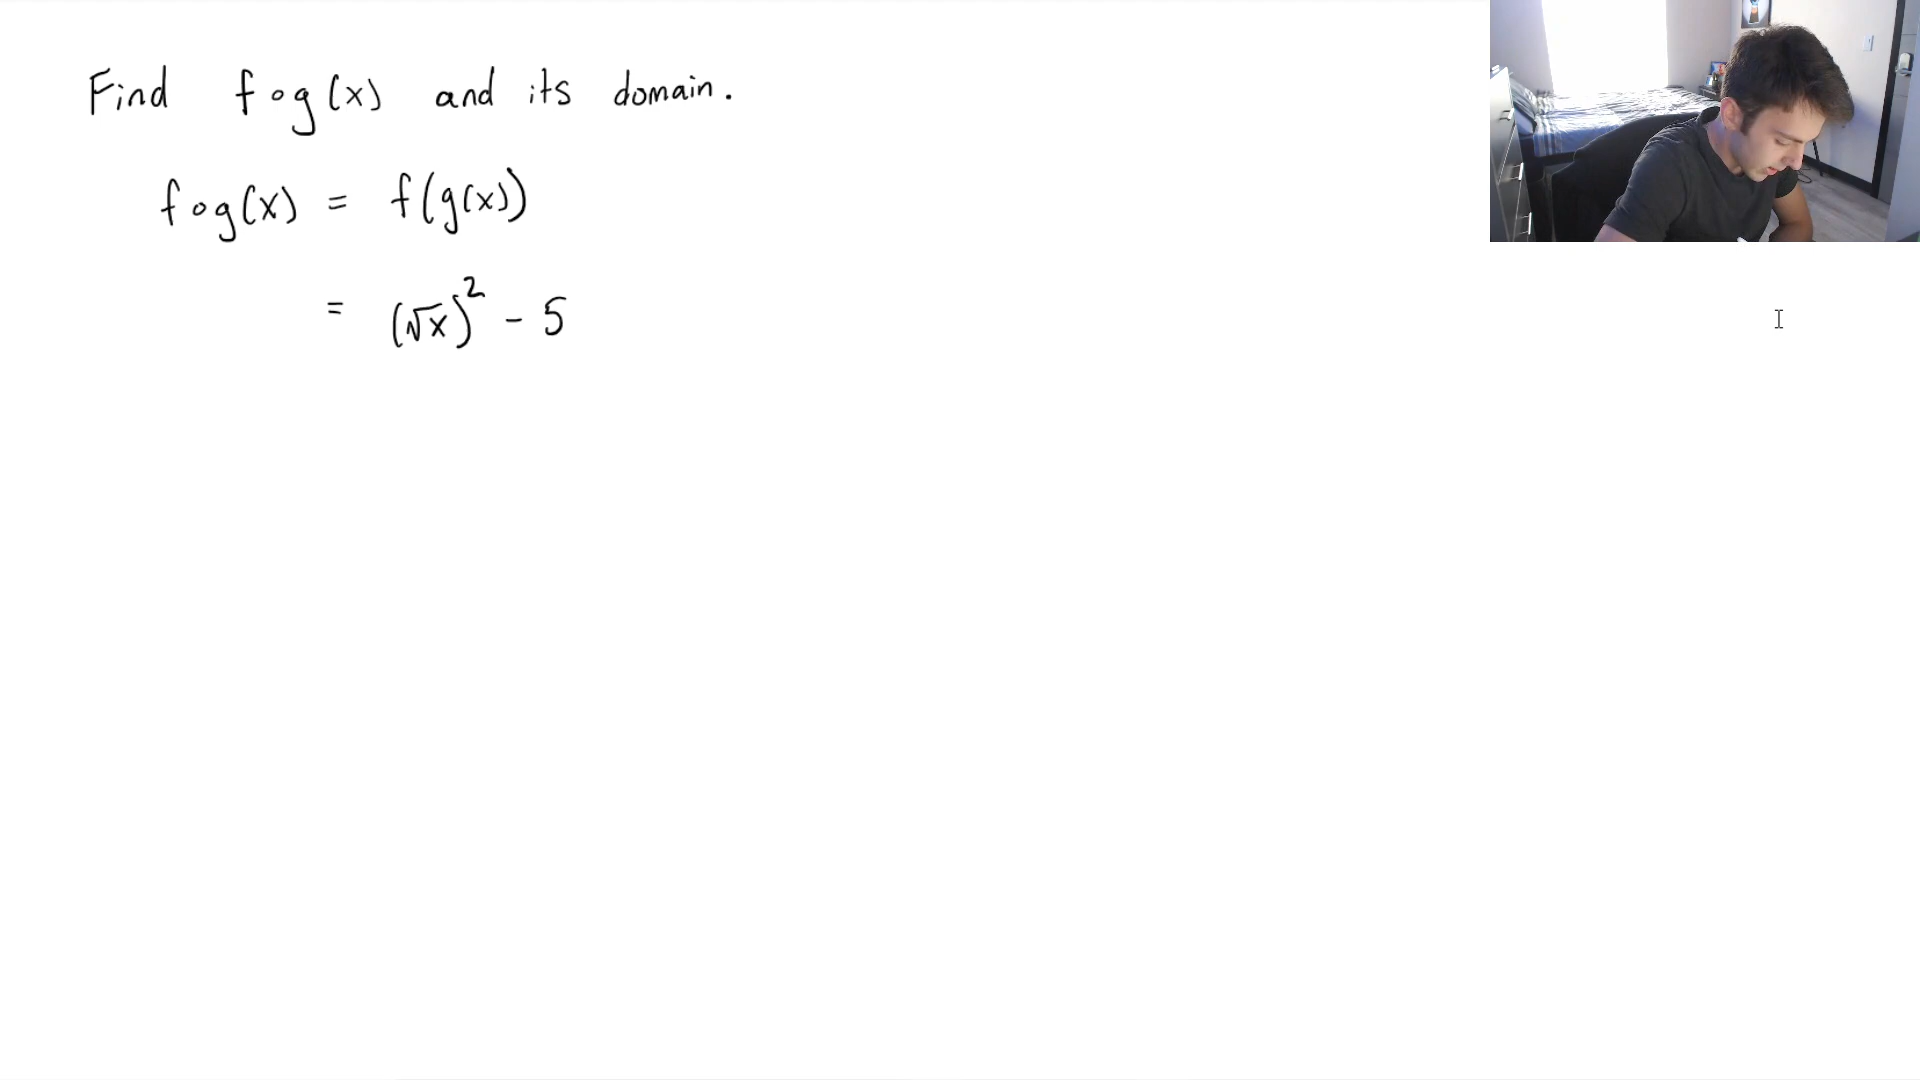 Find f∘g(x) and its domain.
f∘g(x) = f(g(x))
= (√x)² - 5